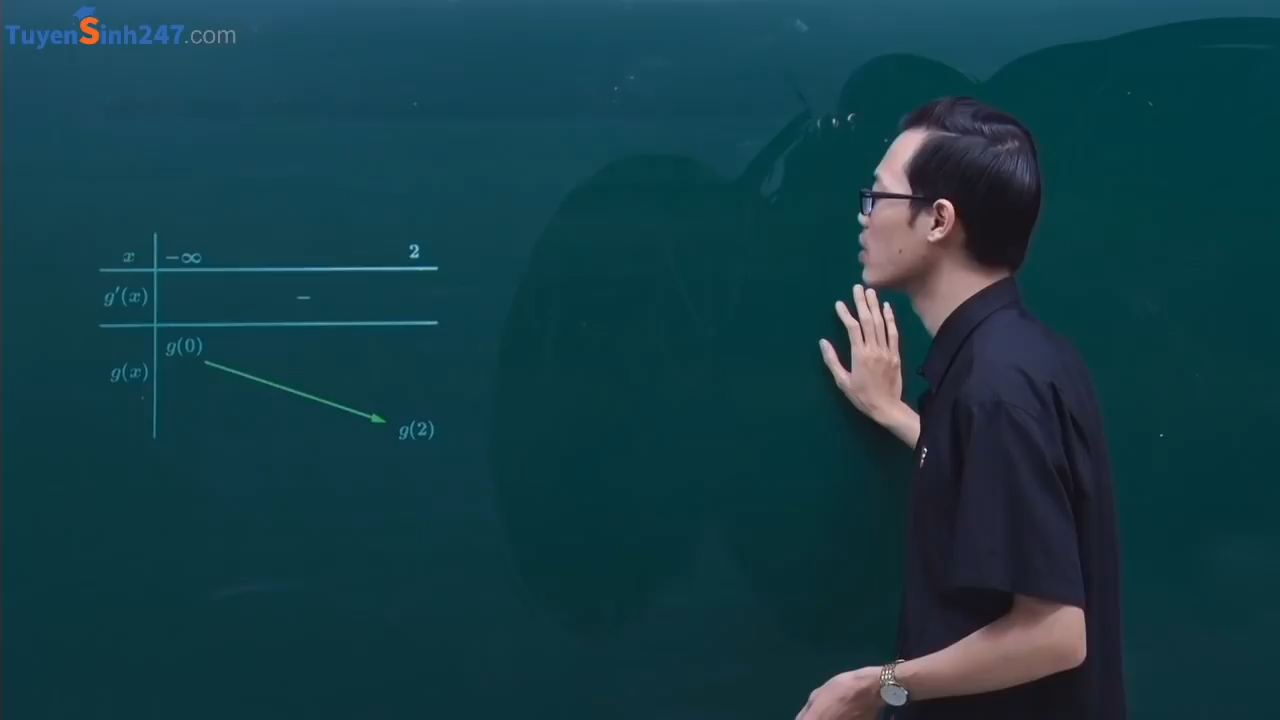 TuyenSinh247.com
x −∞ 2
g′(x) −
g(0)
g(x)
g(2)